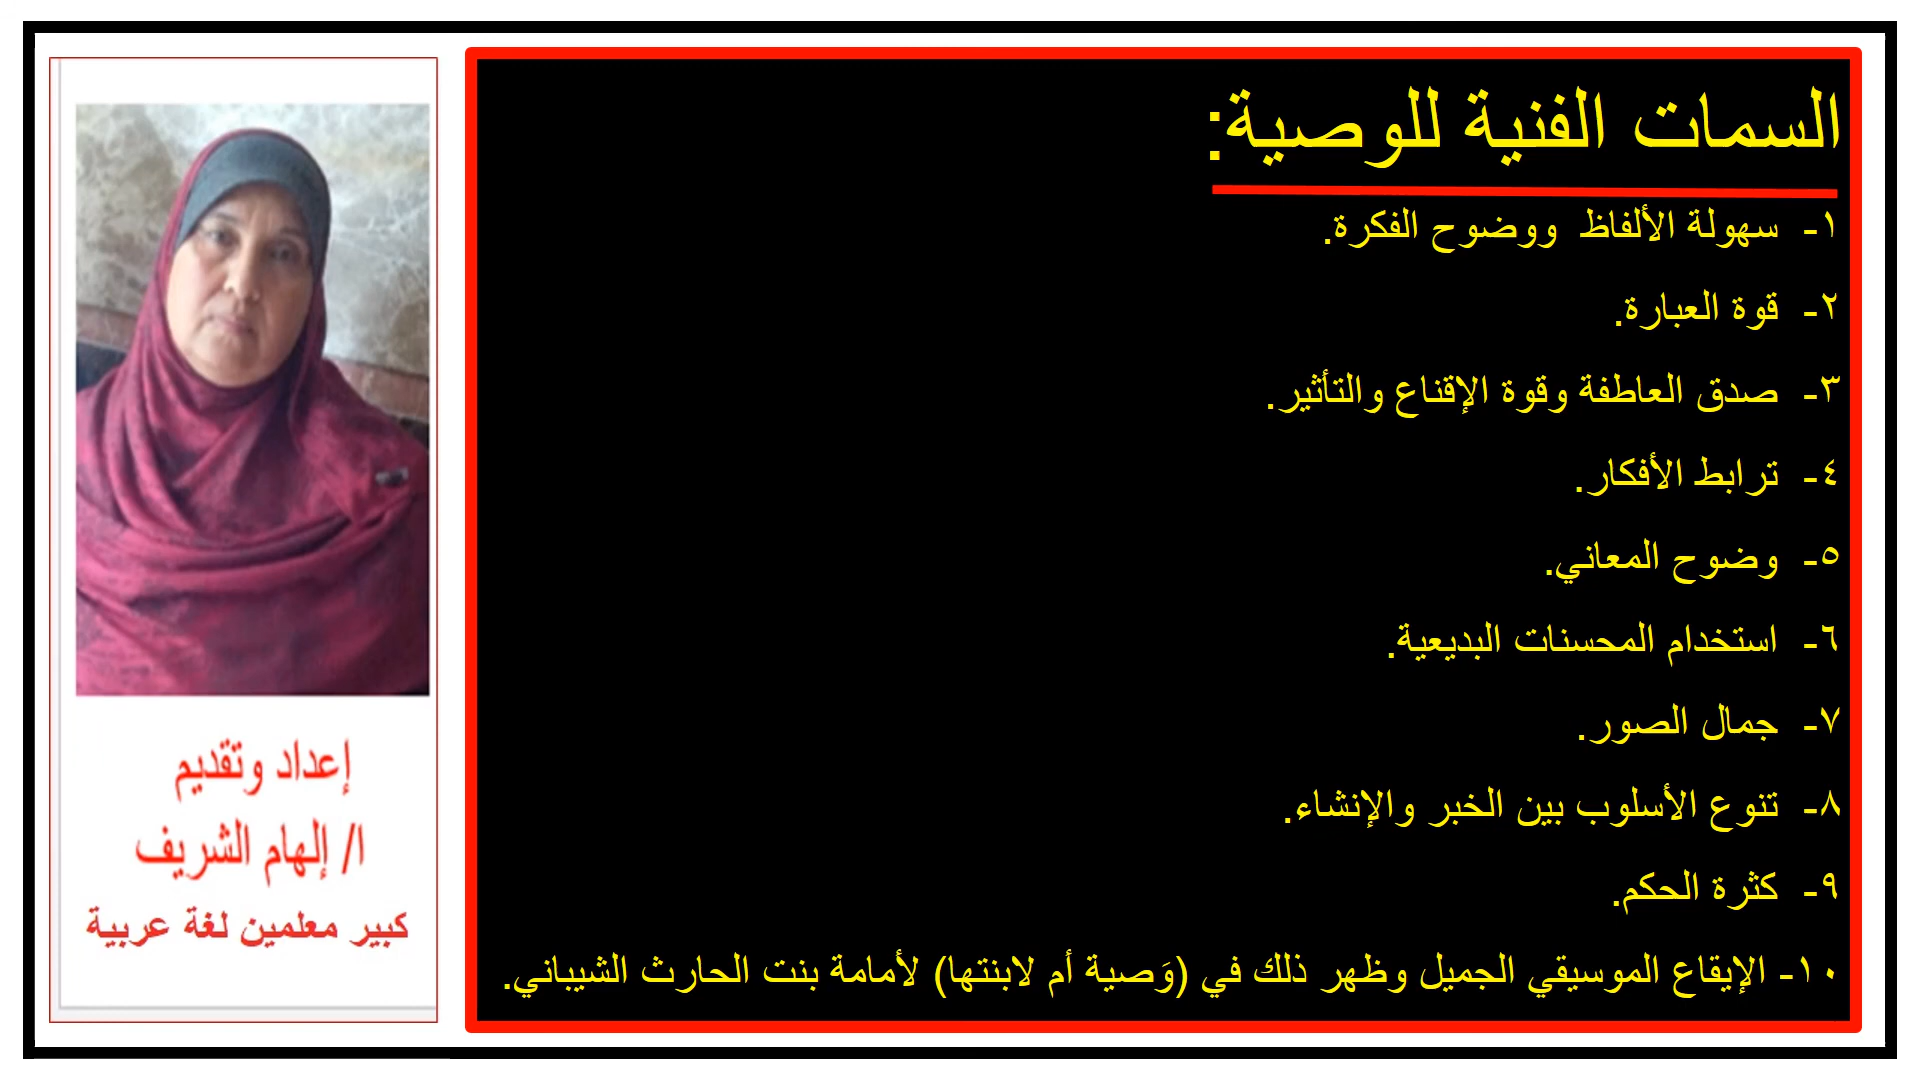 السمات الفنية للوصية:
١- سهولة الألفاظ ووضوح الفكرة.
٢- قوة العبارة.
٣- صدق العاطفة وقوة الإقناع والتأثير.
٤- ترابط الأفكار.
٥- وضوح المعاني.
٦- استخدام المحسنات البديعية.
٧- جمال الصور.
٨- تنوع الأسلوب بين الخبر والإنشاء.
٩- كثرة الحكم.
١٠- الإيقاع الموسيقي الجميل وظهر ذلك في (وَصية أم لابنتها) لأمامة بنت الحارث الشيباني.
إعداد وتقديم
ا/ إلهام الشريف
كبير معلمين لغة عربية